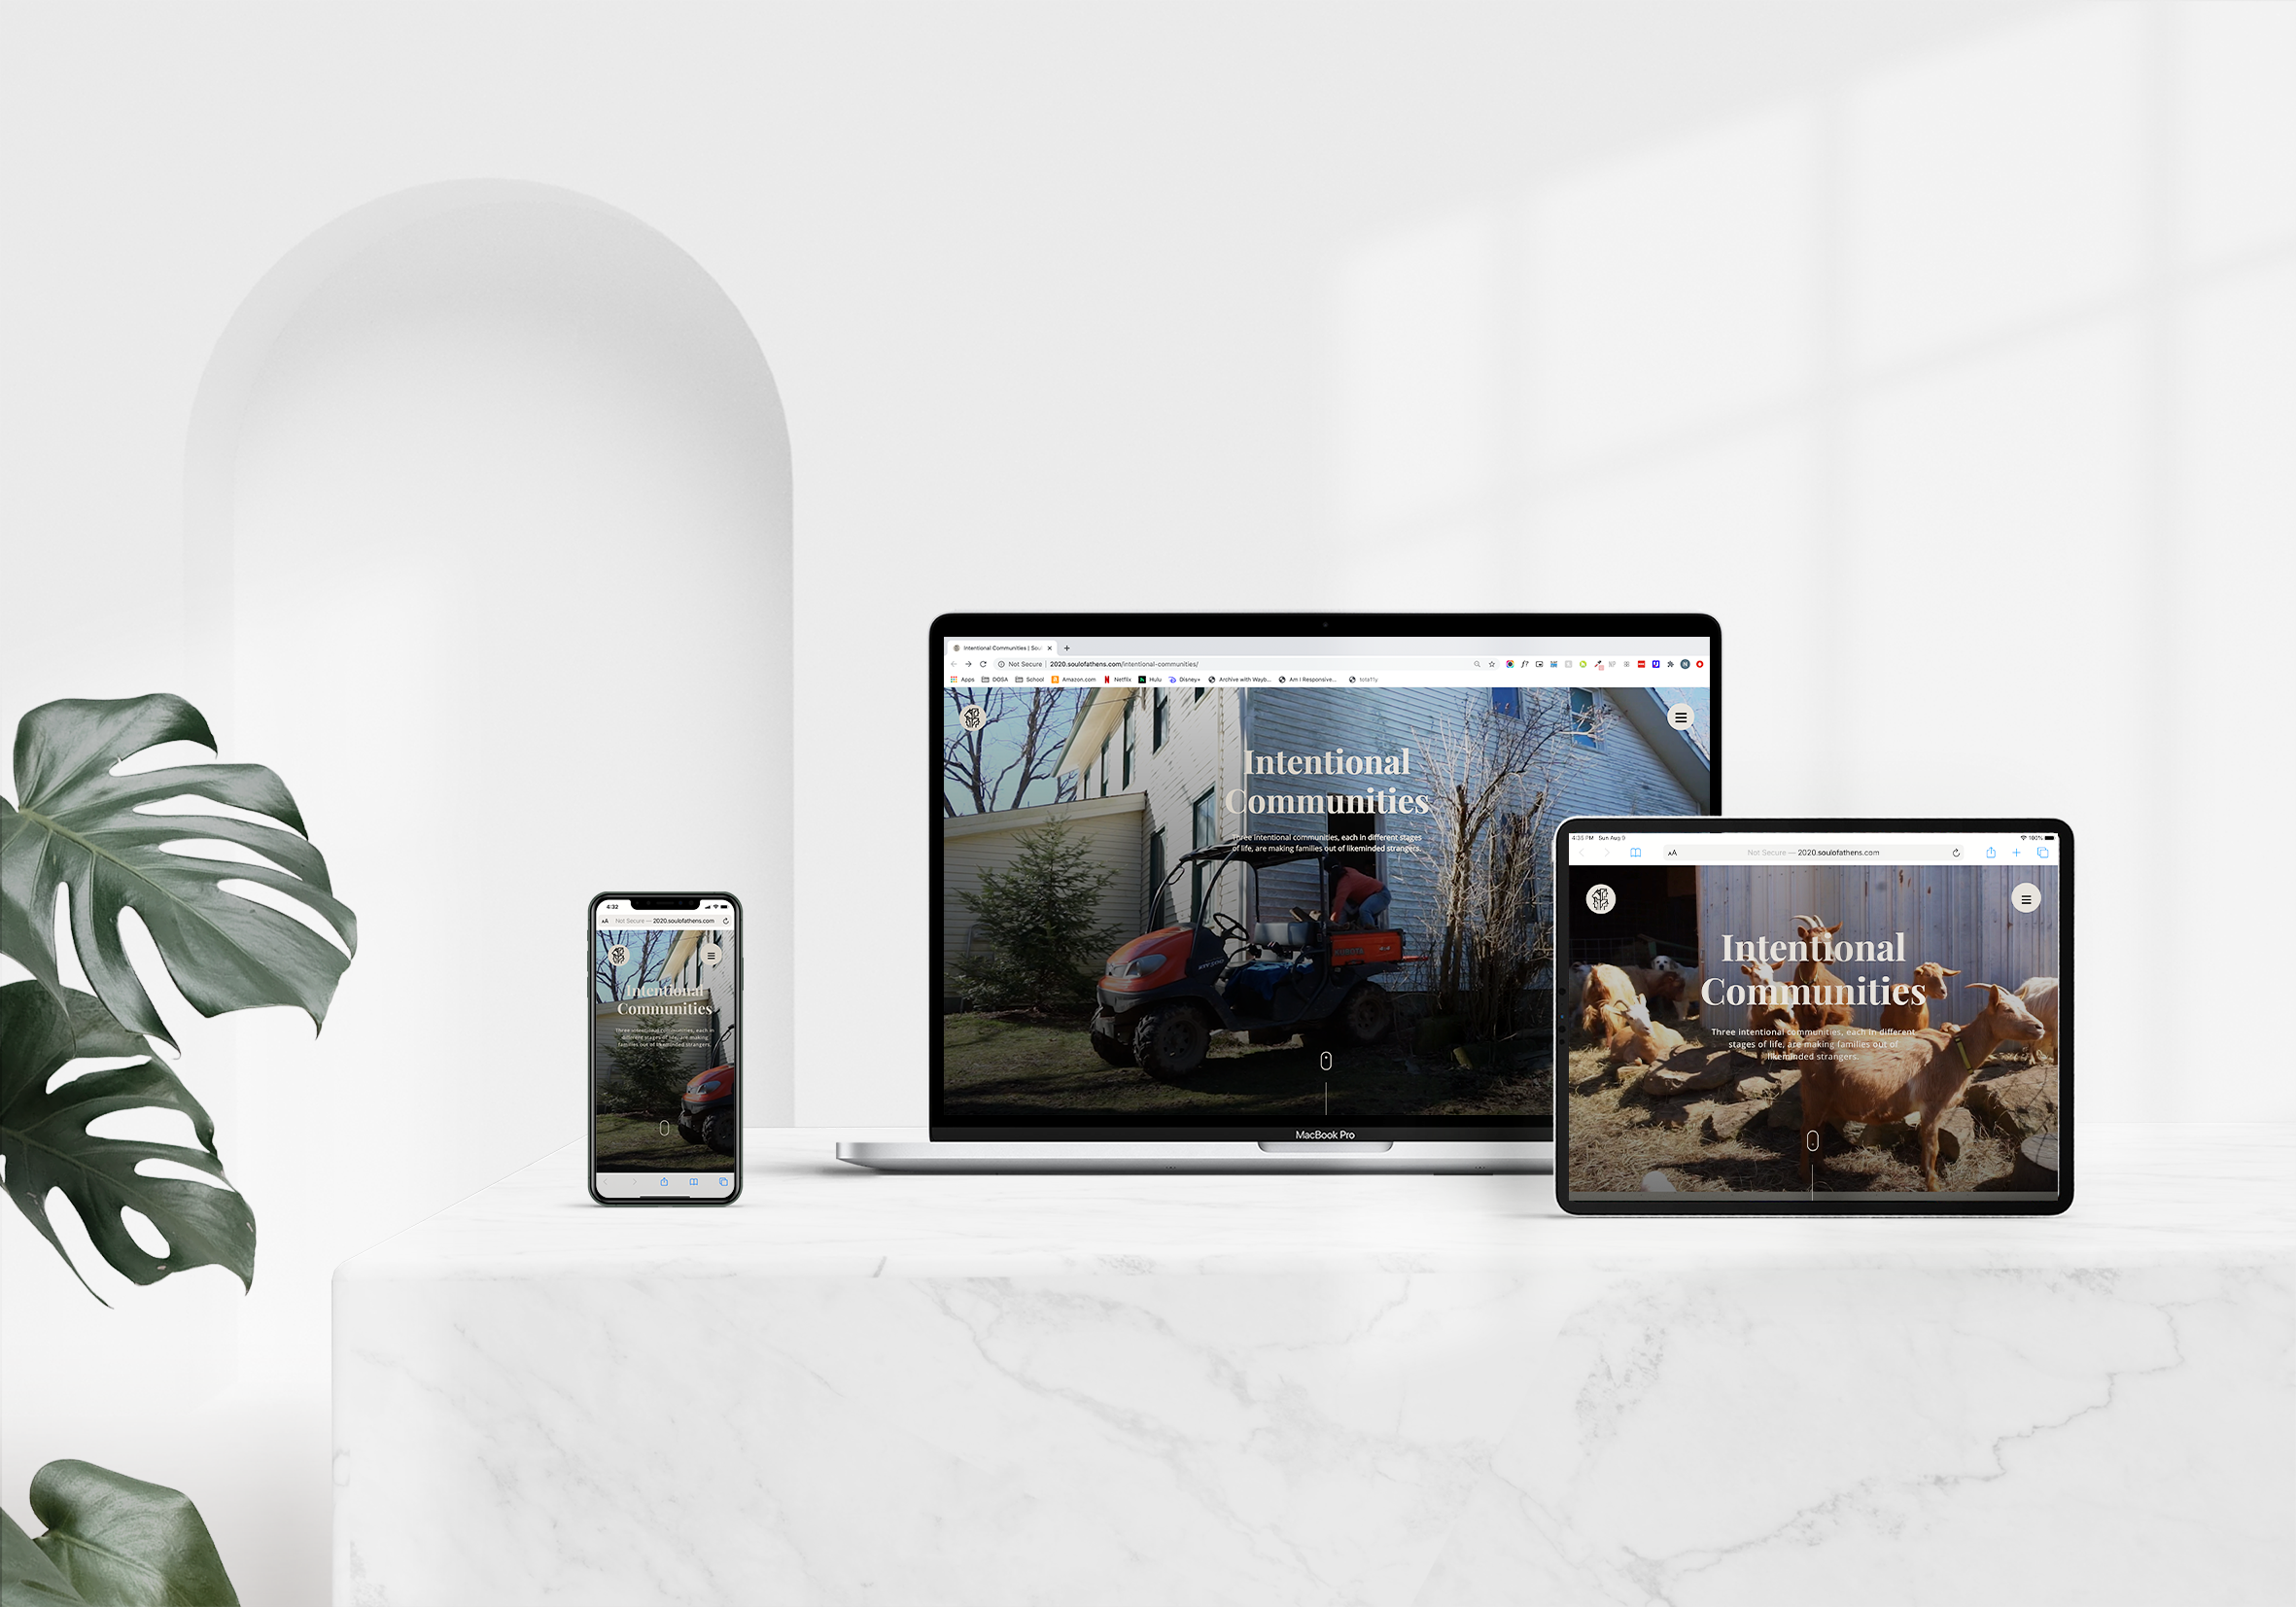 Intentional Communities | Soul
Not Secure | 2020.soulofathens.com/intentional-communities/
Apps
OOSA
School
Amazon.com
Netflix
Hulu
Disney+
Archive with Wayb...
Am I Responsive...
Intentional
Communities
Three intentional communities, each in different stages
of life, are making families out of likeminded strangers.
KUBOTA
MacBook Pro
4:32
AA Not Secure — 2020.soulofathens.com
Intentional
Communities
Three intentional communities, each in
different stages of life, are making
families out of likeminded strangers.
4:35 PM Sun Aug 9
100%
AA
Not Secure — 2020.soulofathens.com
Intentional
Communities
Three intentional communities, each in different
stages of life, are making families out of
likeminded strangers.